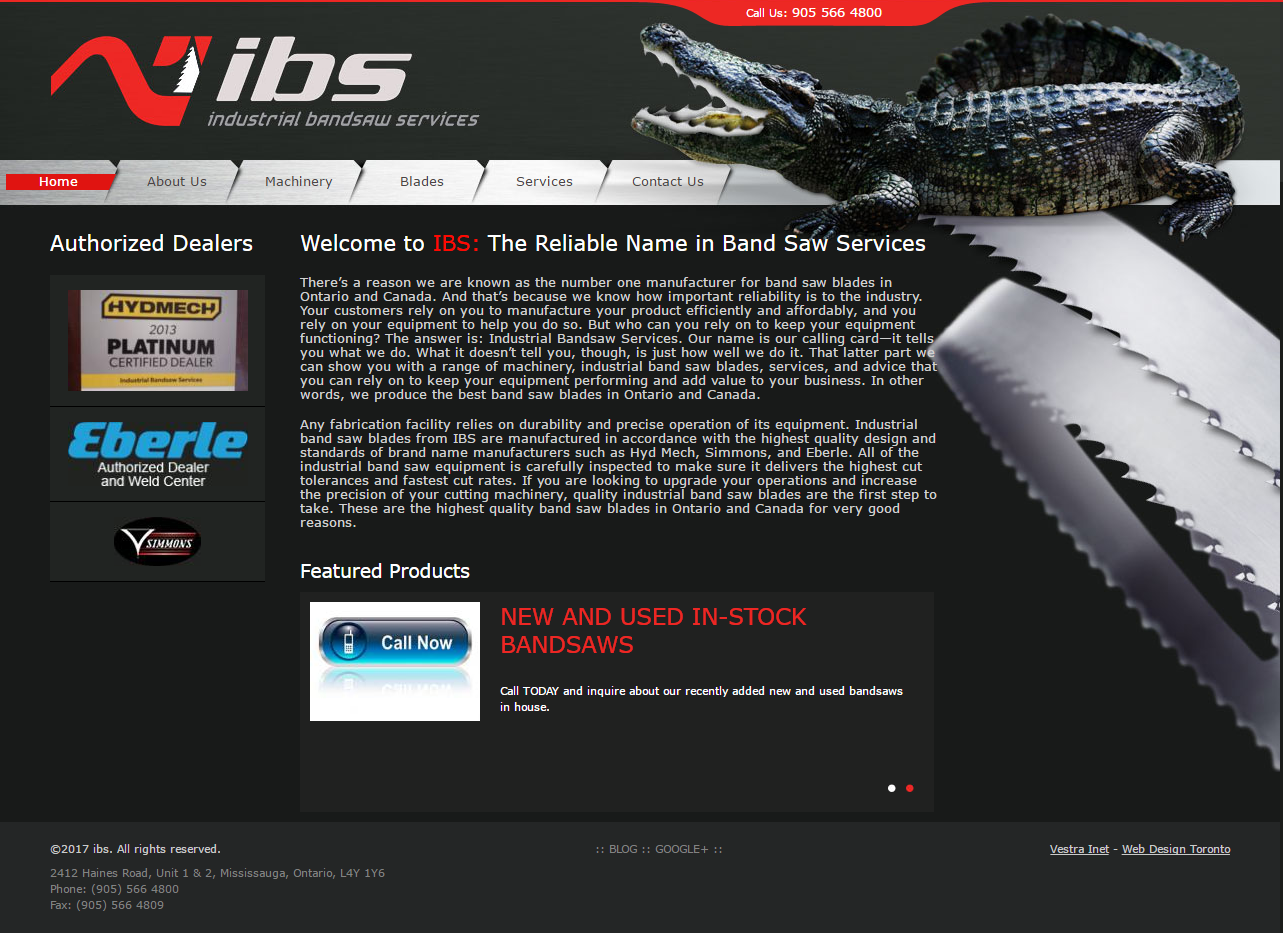 Call Us: 905 566 4800
ibs
industrial bandsaw services
Home
About Us
Machinery
Blades
Services
Contact Us
Authorized Dealers
HYDMECH
2013
PLATINUM
CERTIFIED DEALER
Industrial Bandsaw Services
Eberle
Authorized Dealer
and Weld Center
SIMMONS
Welcome to IBS: The Reliable Name in Band Saw Services
There’s a reason we are known as the number one manufacturer for band saw blades in
Ontario and Canada. And that’s because we know how important reliability is to the industry.
Your customers rely on you to manufacture your product efficiently and affordably, and you
rely on your equipment to help you do so. But who can you rely on to keep your equipment
functioning? The answer is: Industrial Bandsaw Services. Our name is our calling card—it tells
you what we do. What it doesn’t tell you, though, is just how well we do it. That latter part we
can show you with a range of machinery, industrial band saw blades, services, and advice that
you can rely on to keep your equipment performing and add value to your business. In other
words, we produce the best band saw blades in Ontario and Canada.
Any fabrication facility relies on durability and precise operation of its equipment. Industrial
band saw blades from IBS are manufactured in accordance with the highest quality design and
standards of brand name manufacturers such as Hyd Mech, Simmons, and Eberle. All of the
industrial band saw equipment is carefully inspected to make sure it delivers the highest cut
tolerances and fastest cut rates. If you are looking to upgrade your operations and increase
the precision of your cutting machinery, quality industrial band saw blades are the first step to
take. These are the highest quality band saw blades in Ontario and Canada for very good
reasons.
Featured Products
Call Now
NEW AND USED IN-STOCK
BANDSAWS
Call TODAY and inquire about our recently added new and used bandsaws
in house.
©2017 ibs. All rights reserved.
:: BLOG :: GOOGLE+ ::
Vestra Inet - Web Design Toronto
2412 Haines Road, Unit 1 & 2, Mississauga, Ontario, L4Y 1Y6
Phone: (905) 566 4800
Fax: (905) 566 4809